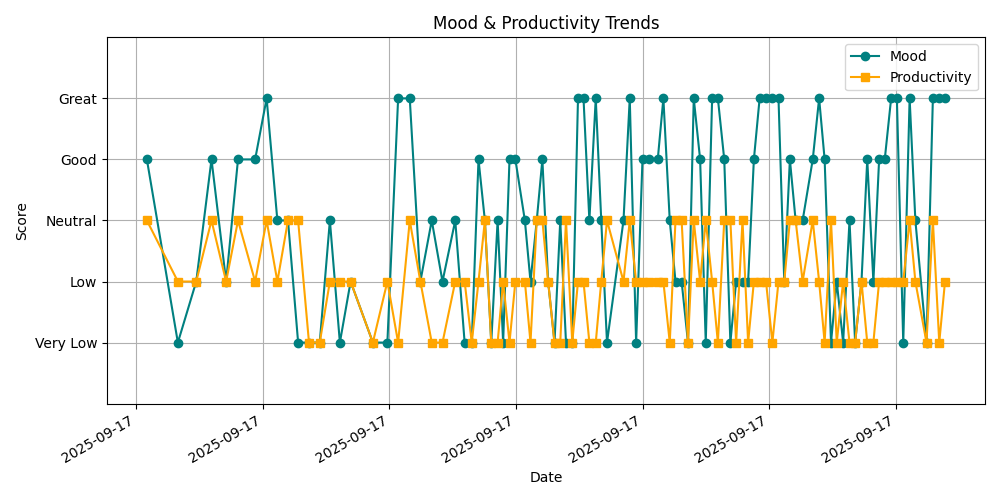 Mood & Productivity Trends
Mood
Productivity
Score
Great
Good
Neutral
Low
Very Low
2025-09-17
2025-09-17
2025-09-17
2025-09-17
2025-09-17
2025-09-17
2025-09-17
Date